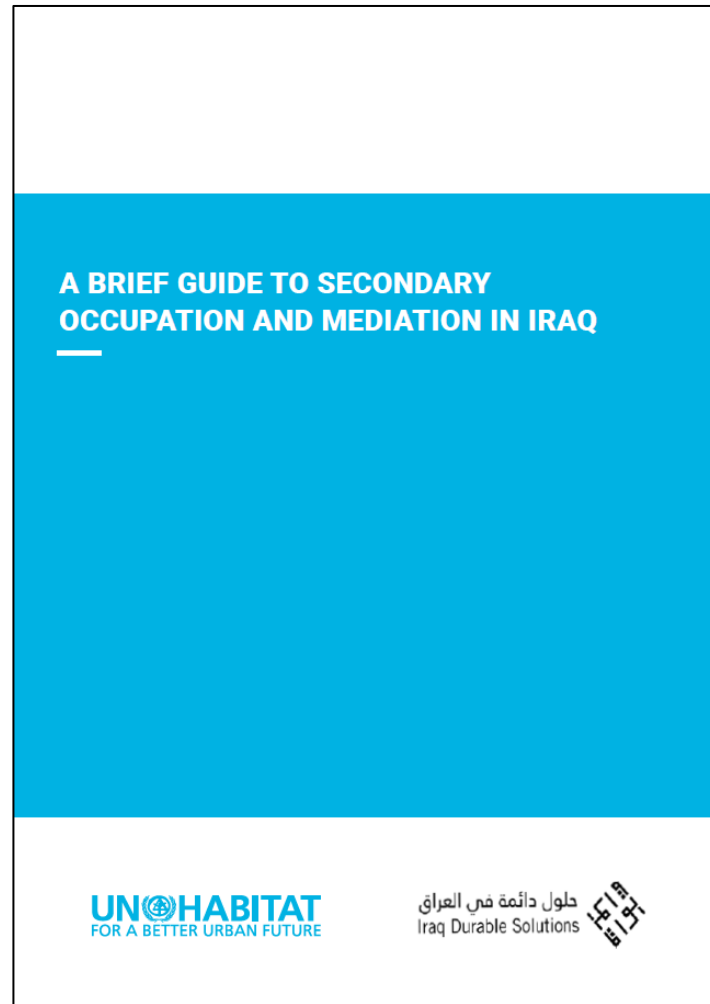 A BRIEF GUIDE TO SECONDARY
OCCUPATION AND MEDIATION IN IRAQ
UN HABITAT
FOR A BETTER URBAN FUTURE
حلول دائمة في العراق
Iraq Durable Solutions